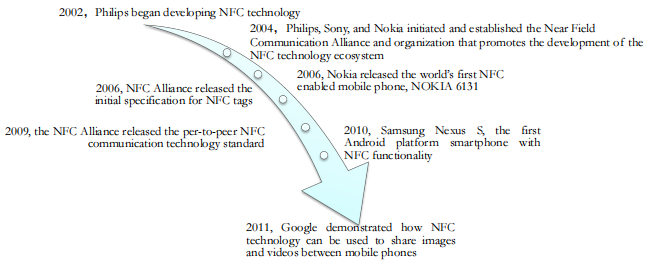 2002, Philips began developing NFC technology
2004, Philips, Sony, and Nokia initiated and established the Near Field
Communication Alliance and organization that promotes the development of the
NFC technology ecosystem
2006, Nokia released the world's first NFC
enabled mobile phone, NOKIA 6131
2006, NFC Alliance released the
initial specification for NFC tags
2009, the NFC Alliance released the per-to-peer NFC
communication technology standard
2010, Samsung Nexus S, the first
Android platform smartphone with
NFC functionality
2011, Google demonstrated how NFC
technology can be used to share images
and videos between mobile phones